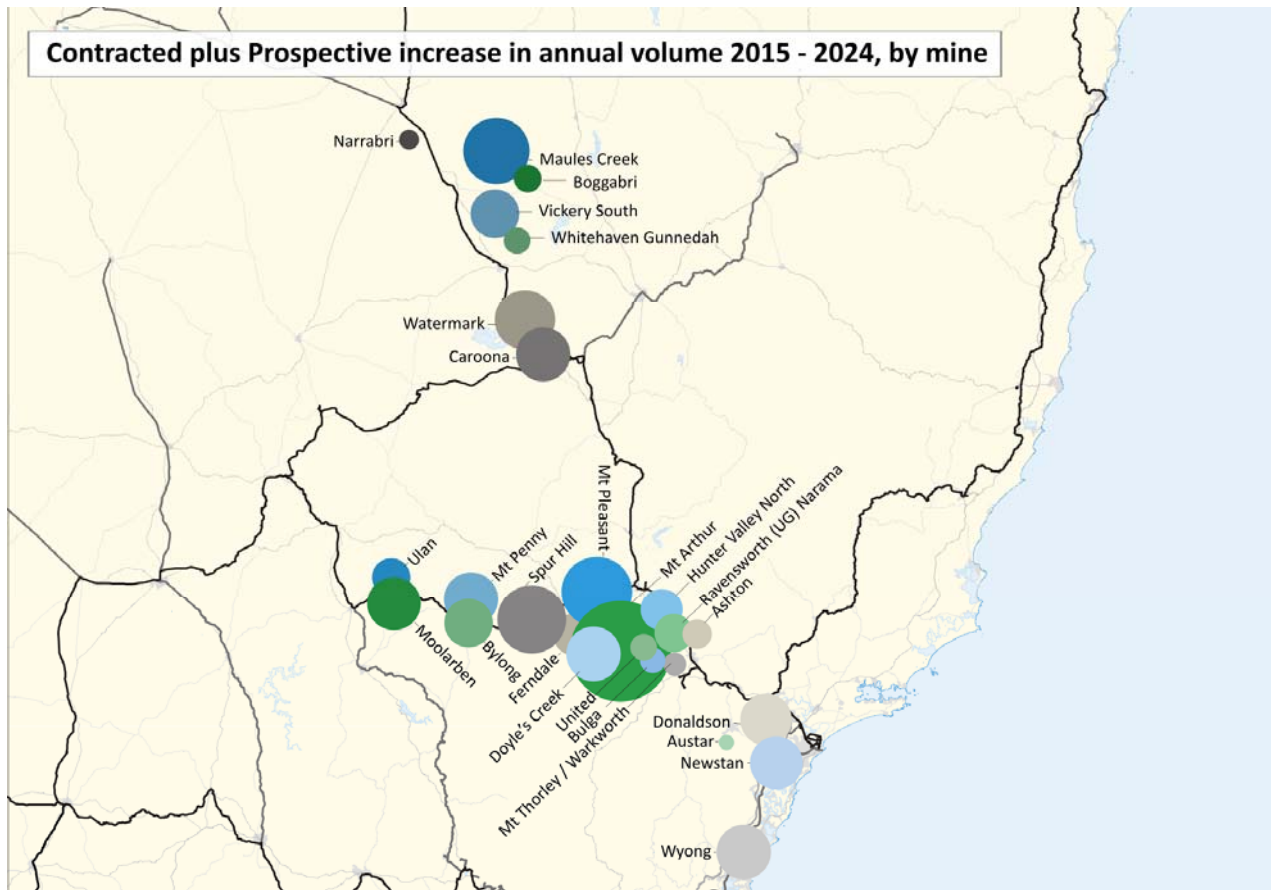 Contracted plus Prospective increase in annual volume 2015 - 2024, by mine
Narrabri
Maules Creek
Boggabri
Vickery South
Whitehaven Gunnedah
Watermark
Caroona
Mt Pleasant
Mt Arthur
Hunter Valley North
Ravensworth (UG) Narama
Ashton
Ulan
Mt Penny
Spur Hill
Moolarben
Bylong
Ferndale
Doyle's Creek
United
Bulga
Mt Thorley / Warkworth
Donaldson
Austar
Newstan
Wyong